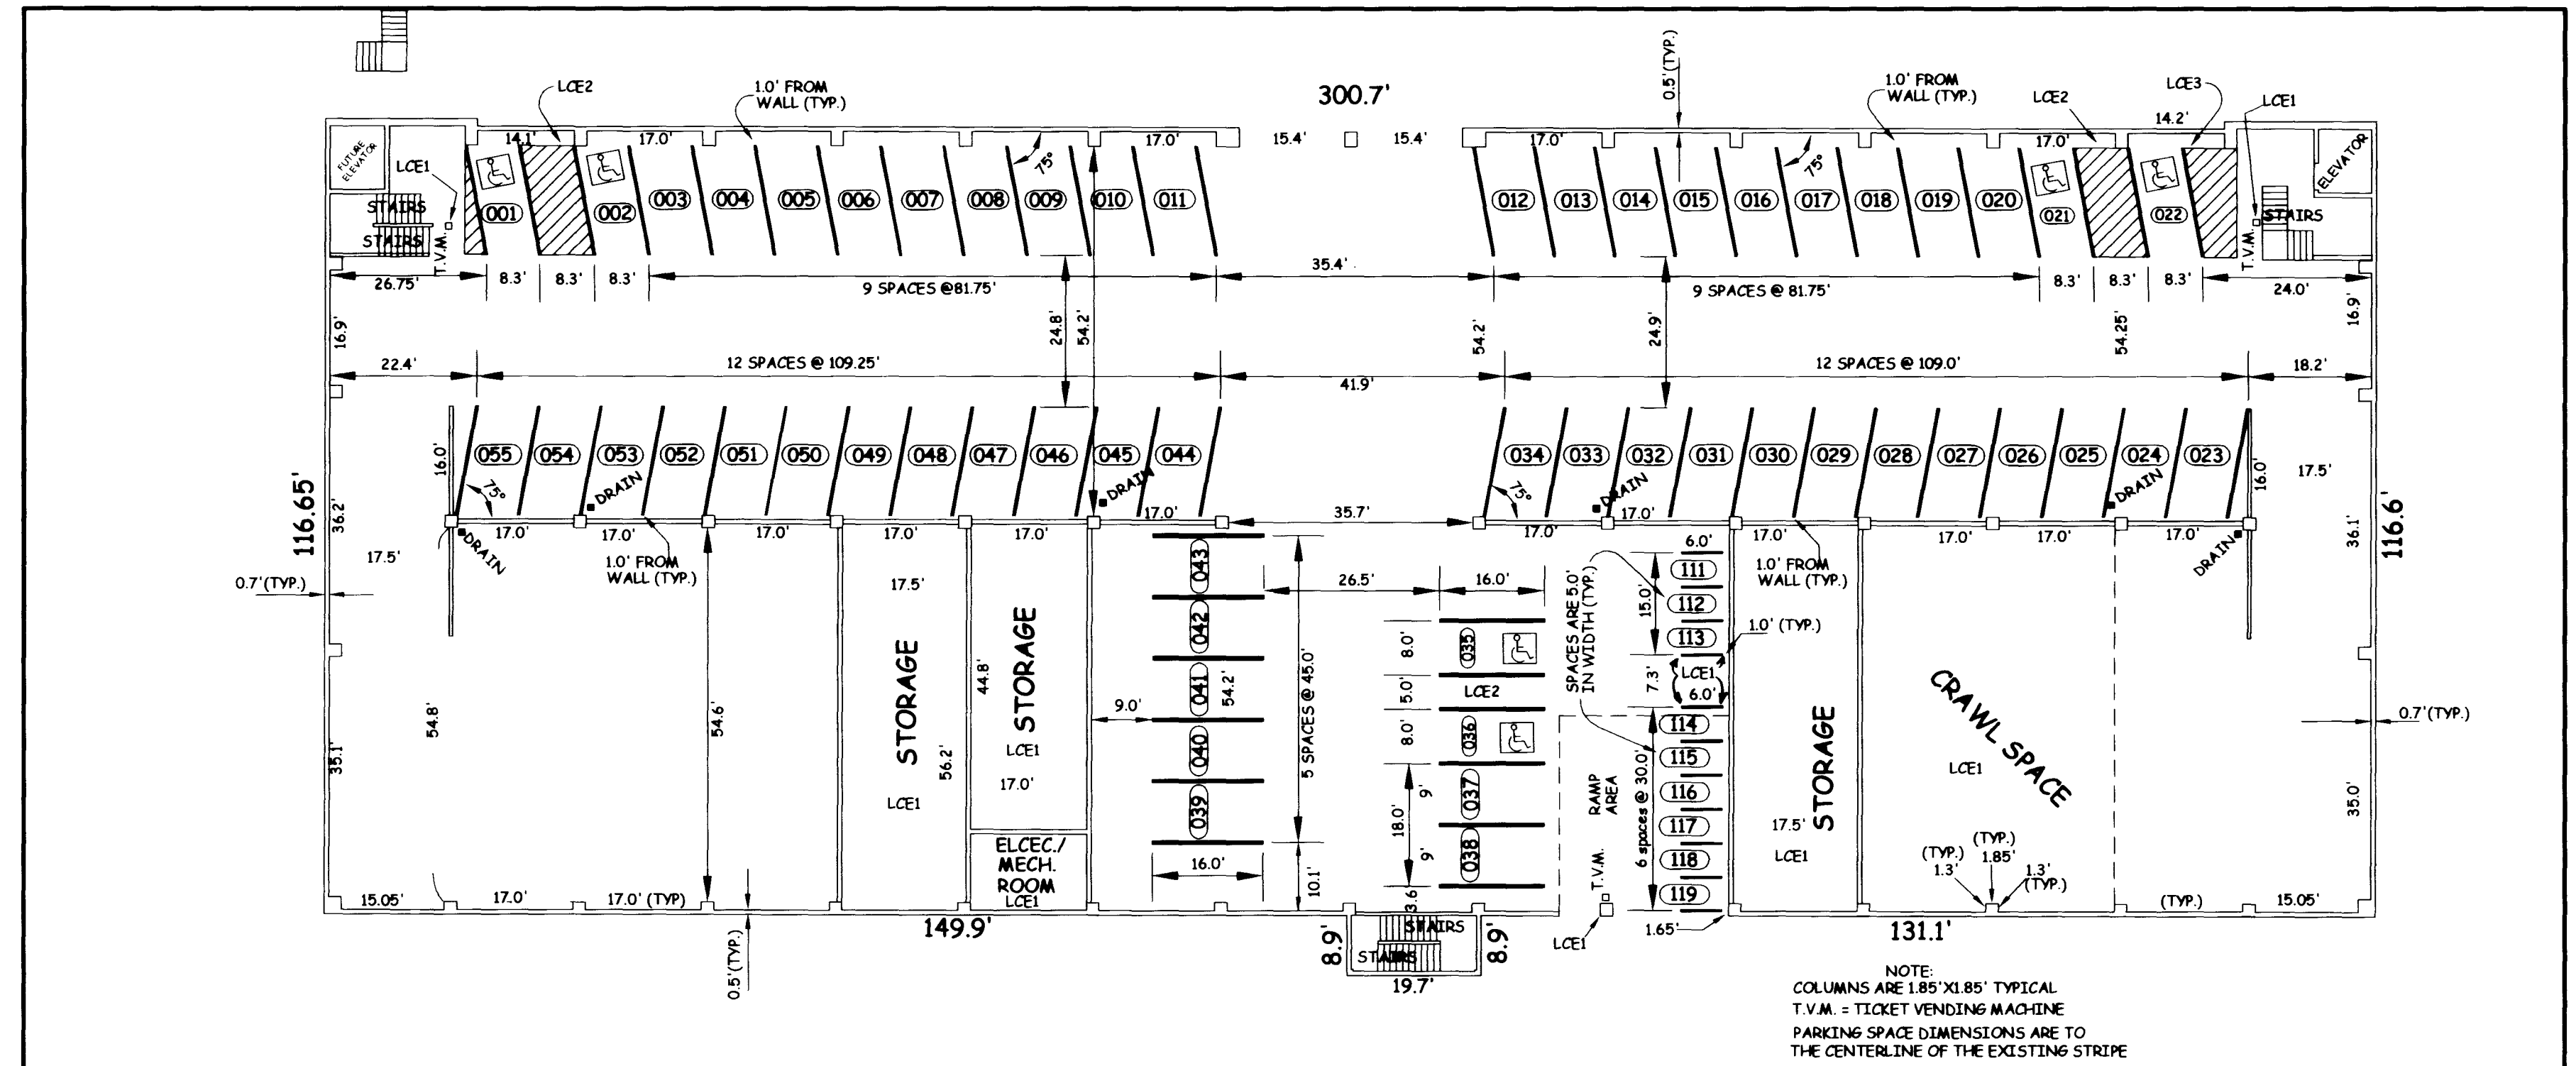 300.7'
0.5' (TYP.)
LCE2
1.0' FROM
WALL (TYP.)
1.0' FROM
WALL (TYP.)
LCE2
LCE3
LCE1
14.1'
17.0'
17.0'
15.4'
15.4'
17.0'
17.0'
14.2'
FUTURE
ELEVATOR
LCE1
75°
75°
ELEVATOR
001
002
003
004
005
006
007
008
009
010
011
012
013
014
015
016
017
018
019
020
021
022
STAIRS
STAIRS
T.V.M.
T.V.M.
STAIRS
26.75'
8.3'
8.3'
8.3'
9 SPACES @81.75'
35.4'
9 SPACES @ 81.75'
8.3'
8.3'
8.3'
24.0'
16.9'
24.8'
54.2'
54.2'
24.9'
54.25'
16.9'
22.4'
12 SPACES @ 109.25'
41.9'
12 SPACES @ 109.0'
18.2'
16.0'
055
054
053
052
051
050
049
048
047
046
045
044
034
033
032
031
030
029
028
027
026
025
024
023
16.0'
17.5'
75°
DRAIN
DRAIN
75°
DRAIN
DRAIN
116.65'
36.2'
17.0'
17.0'
17.0'
17.0'
17.0'
17.0'
35.7'
17.0'
17.0'
17.0'
17.0'
17.0'
17.0'
36.1'
116.6'
DRAIN
17.5'
1.0' FROM
WALL (TYP.)
1.0' FROM
WALL (TYP.)
DRAIN
0.7' (TYP.)
17.5'
043
042
041
040
039
26.5'
16.0'
6.0'
111
112
113
15.0'
SPACES ARE 5.0'
IN WIDTH (TYP.)
1.0' (TYP.)
LCE1
6.0'
7.3'
STORAGE
STORAGE
44.8'
54.2'
5 SPACES @ 45.0'
8.0'
035
5.0'
LCE2
8.0'
036
037
038
9'
9'
18.0'
3.6
114
115
116
117
118
119
6 spaces @ 30.0'
RAMP
AREA
T.V.M.
STORAGE
CRAWL SPACE
LCE1
0.7' (TYP.)
54.8'
54.6'
35.1'
35.0'
56.2'
LCE1
LCE1
17.0'
9.0'
17.5'
LCE1
ELCEC./
MECH.
ROOM
LCE1
16.0'
10.1'
(TYP.)
1.3'
(TYP.)
1.85'
1.3'
(TYP.)
15.05'
17.0'
17.0' (TYP)
(TYP.)
15.05'
0.5' (TYP.)
149.9'
8.9'
STAIRS
STAIRS
8.9'
19.7'
LCE1
1.65'
131.1'
NOTE:
COLUMNS ARE 1.85'X1.85' TYPICAL
T.V.M. = TICKET VENDING MACHINE
PARKING SPACE DIMENSIONS ARE TO
THE CENTERLINE OF THE EXISTING STRIPE